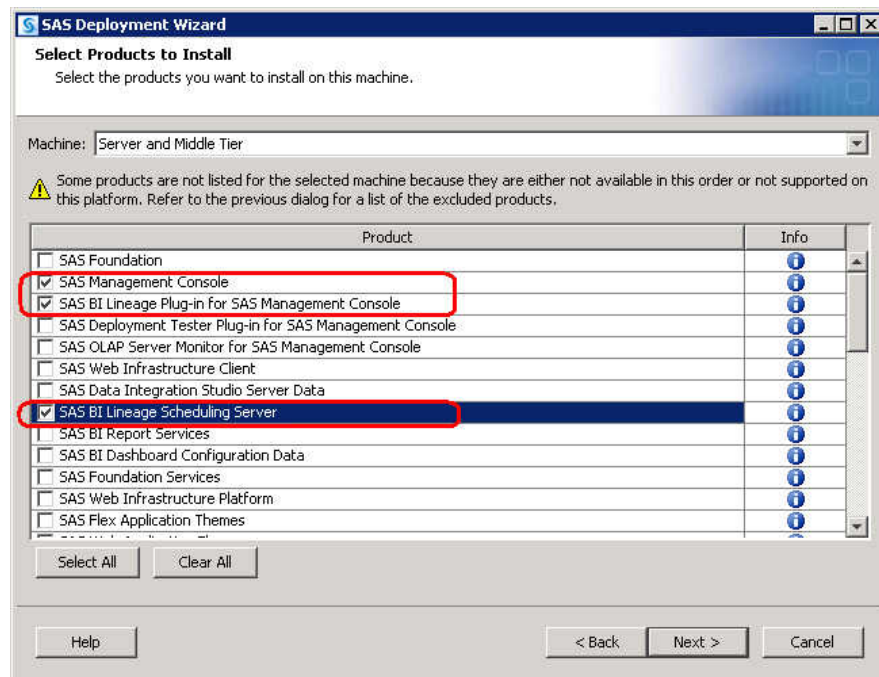 SAS Deployment Wizard
Select Products to Install
Select the products you want to install on this machine.
Machine: Server and Middle Tier
Some products are not listed for the selected machine because they are either not available in this order or not supported on
this platform. Refer to the previous dialog for a list of the excluded products.
Product Info
SAS Foundation
SAS Management Console
SAS BI Lineage Plug-in for SAS Management Console
SAS Deployment Tester Plug-in for SAS Management Console
SAS OLAP Server Monitor for SAS Management Console
SAS Web Infrastructure Client
SAS Data Integration Studio Server Data
SAS BI Lineage Scheduling Server
SAS BI Report Services
SAS BI Dashboard Configuration Data
SAS Foundation Services
SAS Web Infrastructure Platform
SAS Flex Application Themes
Select All Clear All
Help < Back Next > Cancel